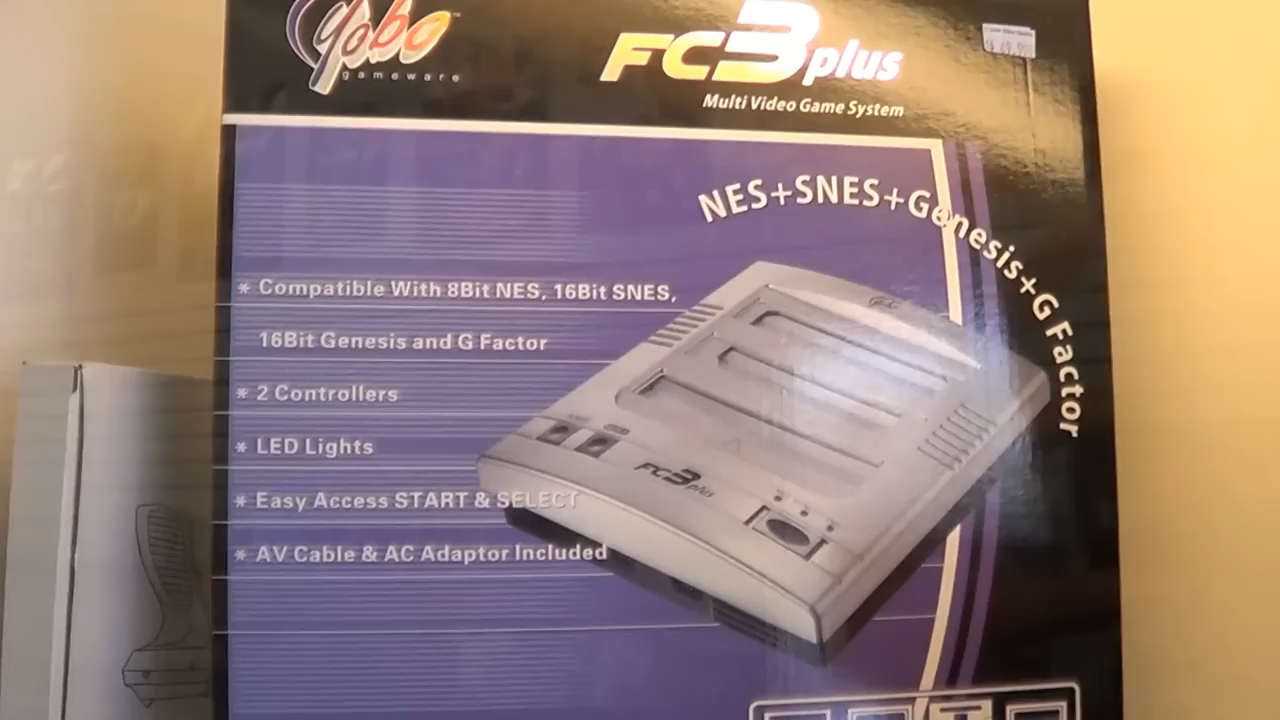 yobo
gameware
FC3plus
Multi Video Game System
NES+SNES+Genesis+G Factor
* Compatible With 8Bit NES, 16Bit SNES,
16Bit Genesis and G Factor
* 2 Controllers
* LED Lights
* Easy Access START & SELECT
* AV Cable & AC Adaptor Included
FC3plus